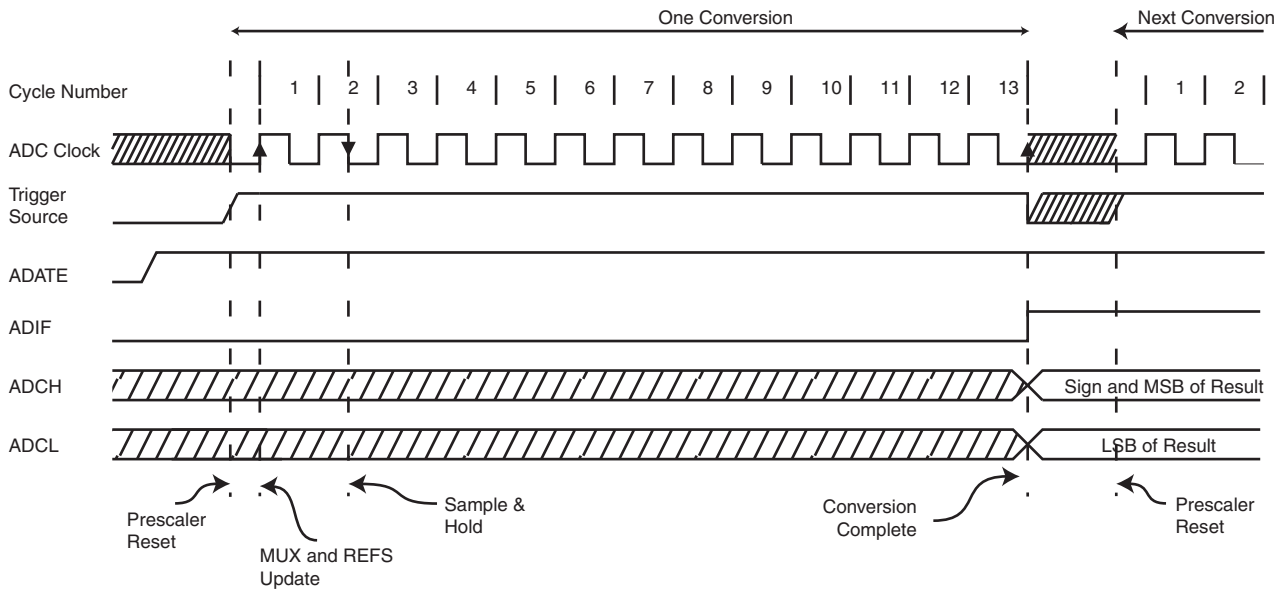 One Conversion
Next Conversion
Cycle Number
1 2 3 4 5 6 7 8 9 10 11 12 13 1 2
ADC Clock
Trigger
Source
ADATE
ADIF
ADCH
Sign and MSB of Result
ADCL
LSB of Result
Prescaler
Reset
MUX and REFS
Update
Sample &
Hold
Conversion
Complete
Prescaler
Reset